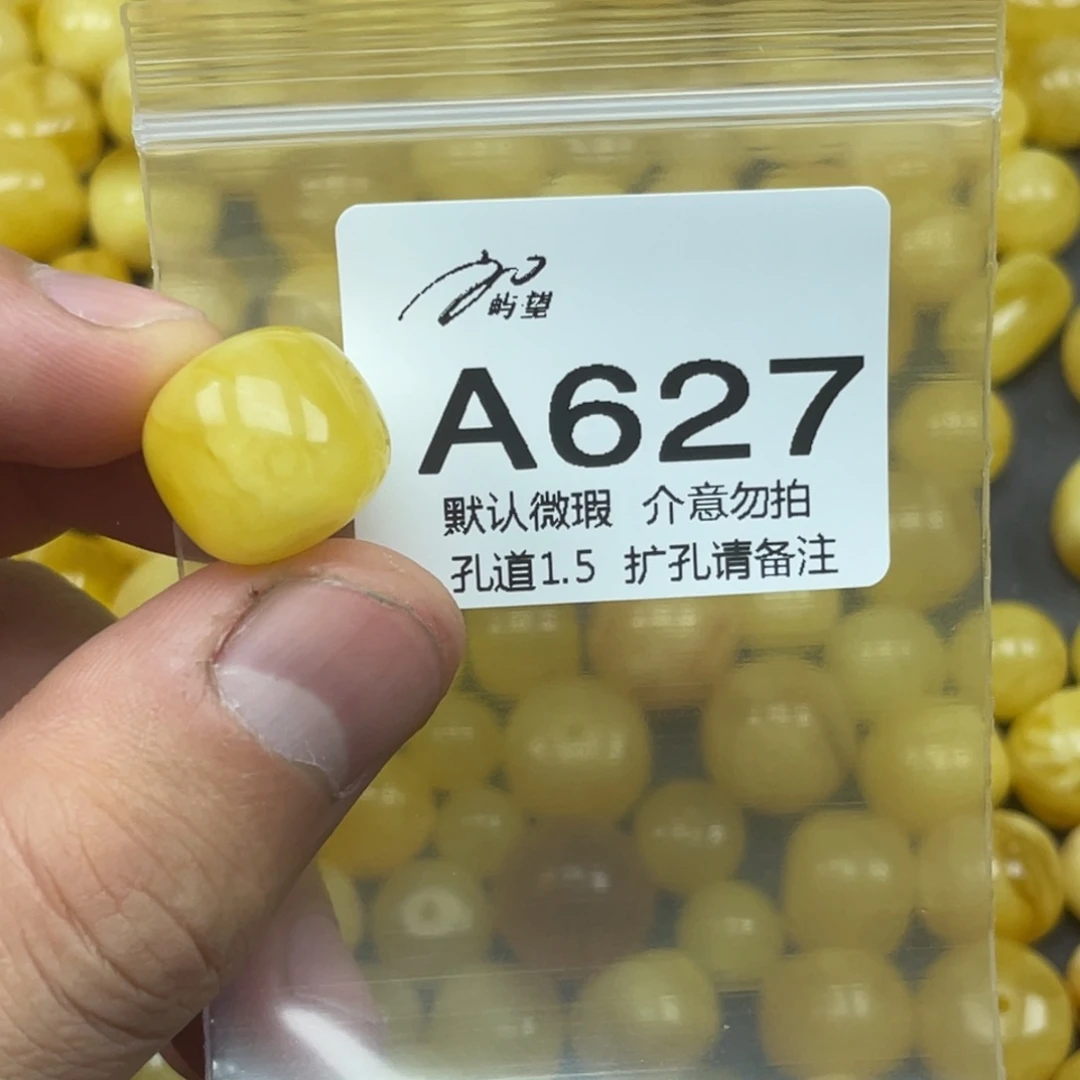 屿·望
A627
默认微瑕 介意勿拍
孔道1.5 扩孔请备注